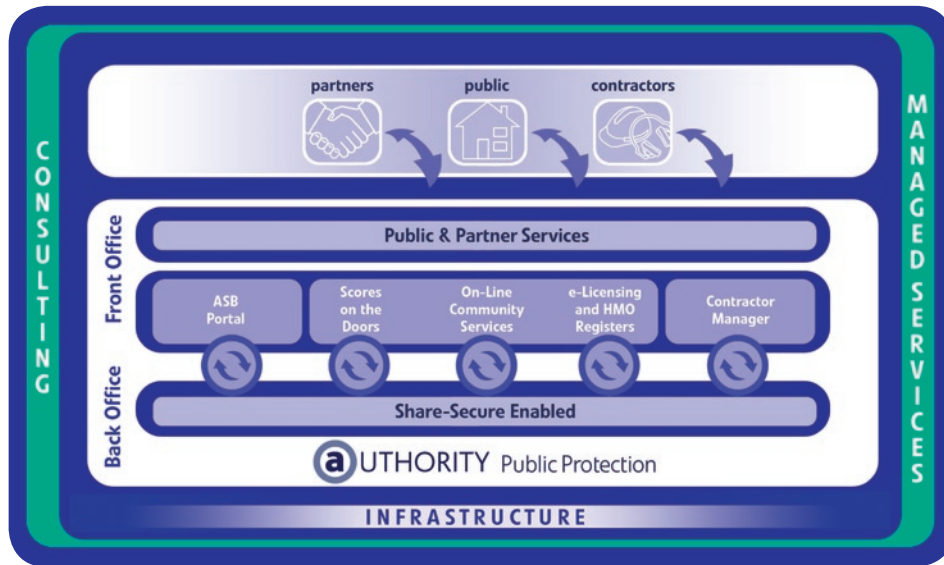 partners
public
contractors
CONSULTING
MANAGED SERVICES
Front Office
Public & Partner Services
ASB
Portal
Scores
on the
Doors
On-Line
Community
Services
e-Licensing
and HMO
Registers
Contractor
Manager
Back Office
Share-Secure Enabled
aUTHORITY Public Protection
INFRASTRUCTURE